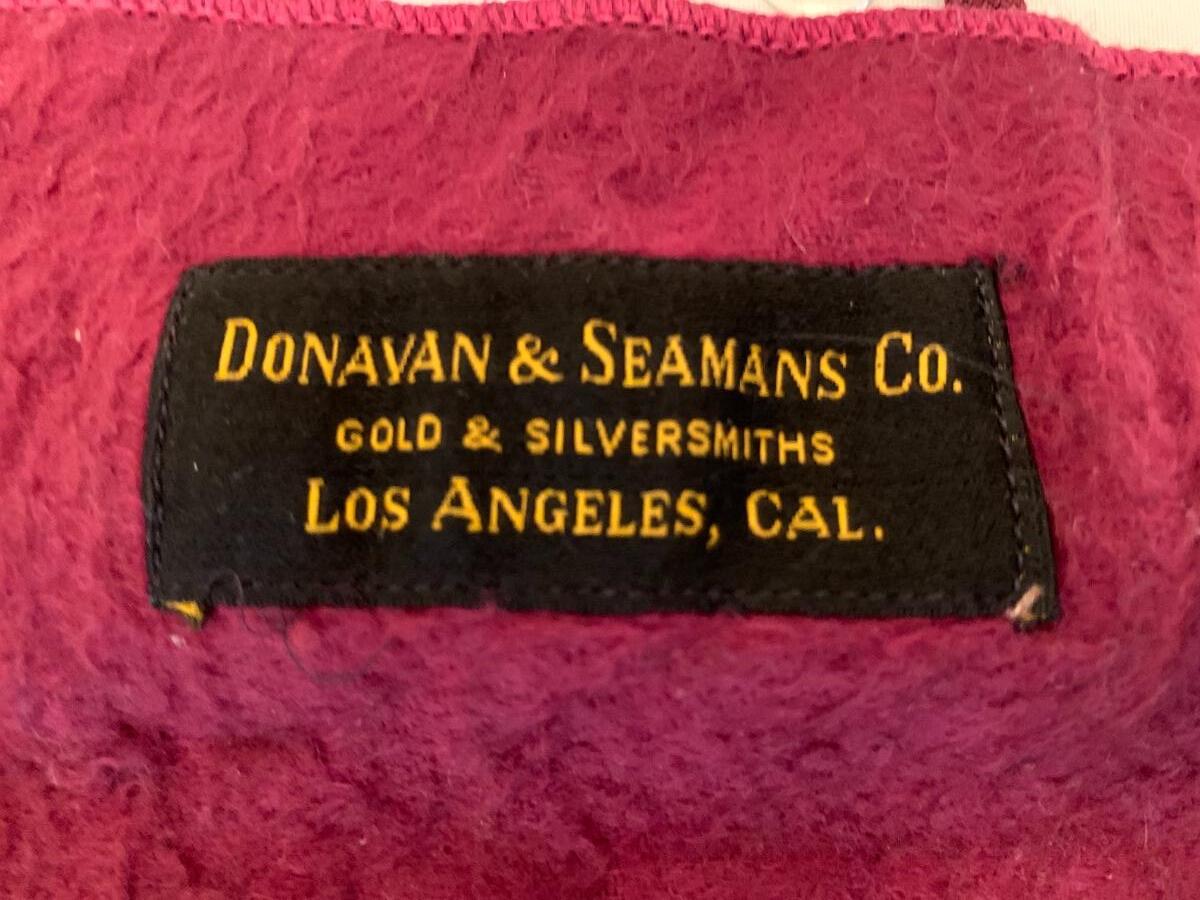 DONAVAN & SEAMANS CO.
GOLD & SILVERSMITHS
LOS ANGELES, CAL.